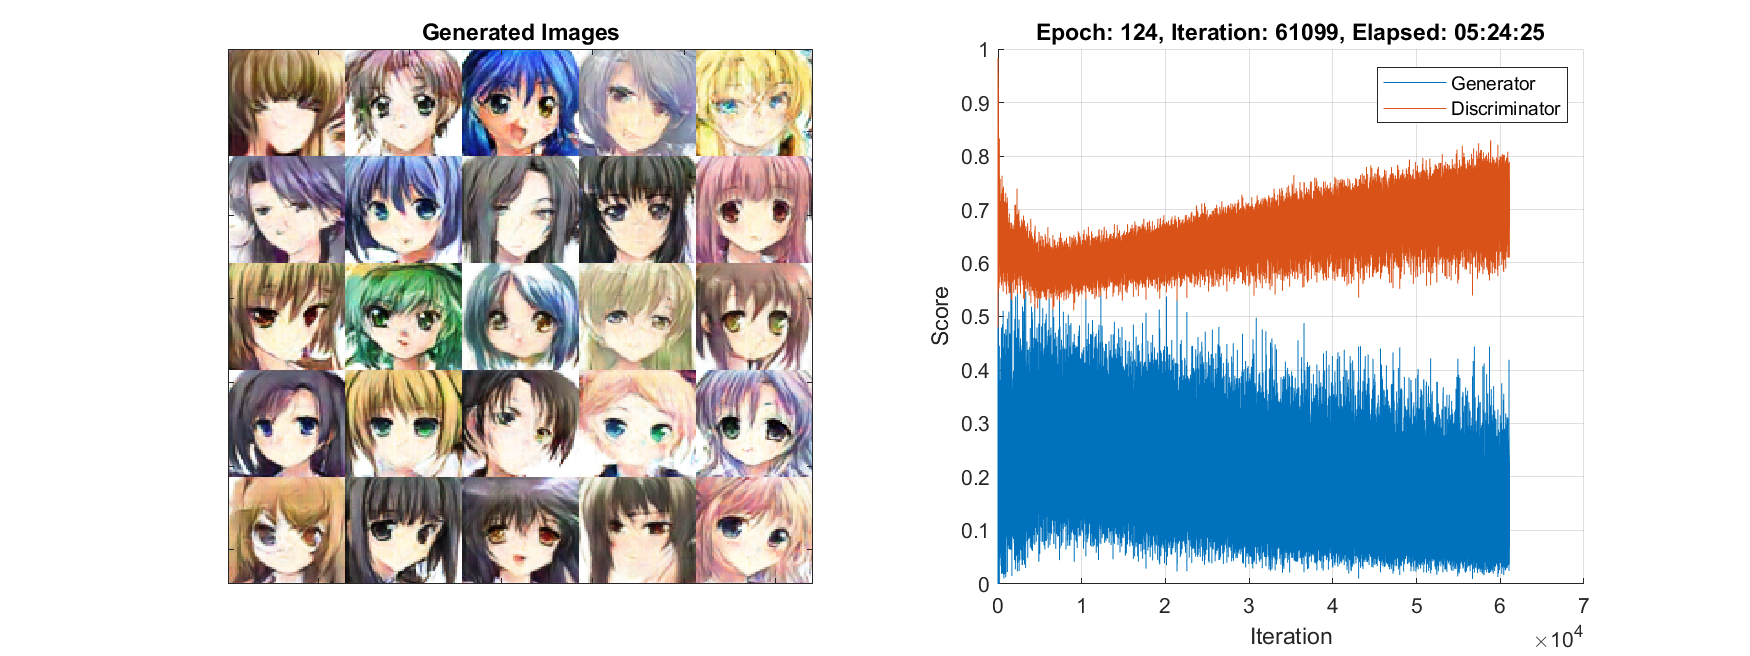 Generated Images
Epoch: 124, Iteration: 61099, Elapsed: 05:24:25
Generator
Discriminator
Score
1
0.9
0.8
0.7
0.6
0.5
0.4
0.3
0.2
0.1
0
0 1 2 3 4 5 6 7
Iteration
×10⁴